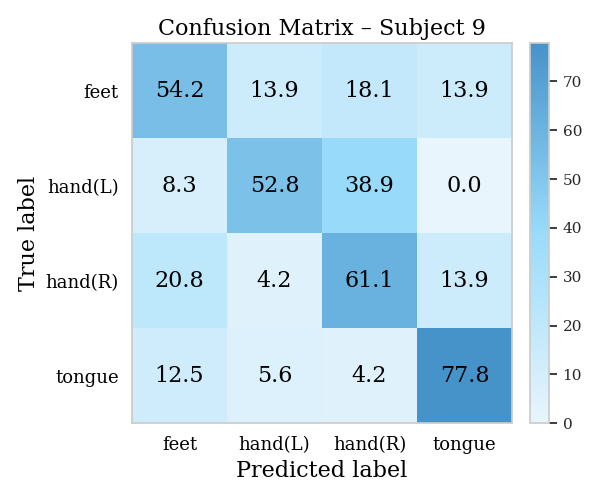 Confusion Matrix – Subject 9
feet 54.2 13.9 18.1 13.9
hand(L) 8.3 52.8 38.9 0.0
hand(R) 20.8 4.2 61.1 13.9
tongue 12.5 5.6 4.2 77.8
feet hand(L) hand(R) tongue
Predicted label
True label
70
60
50
40
30
20
10
0